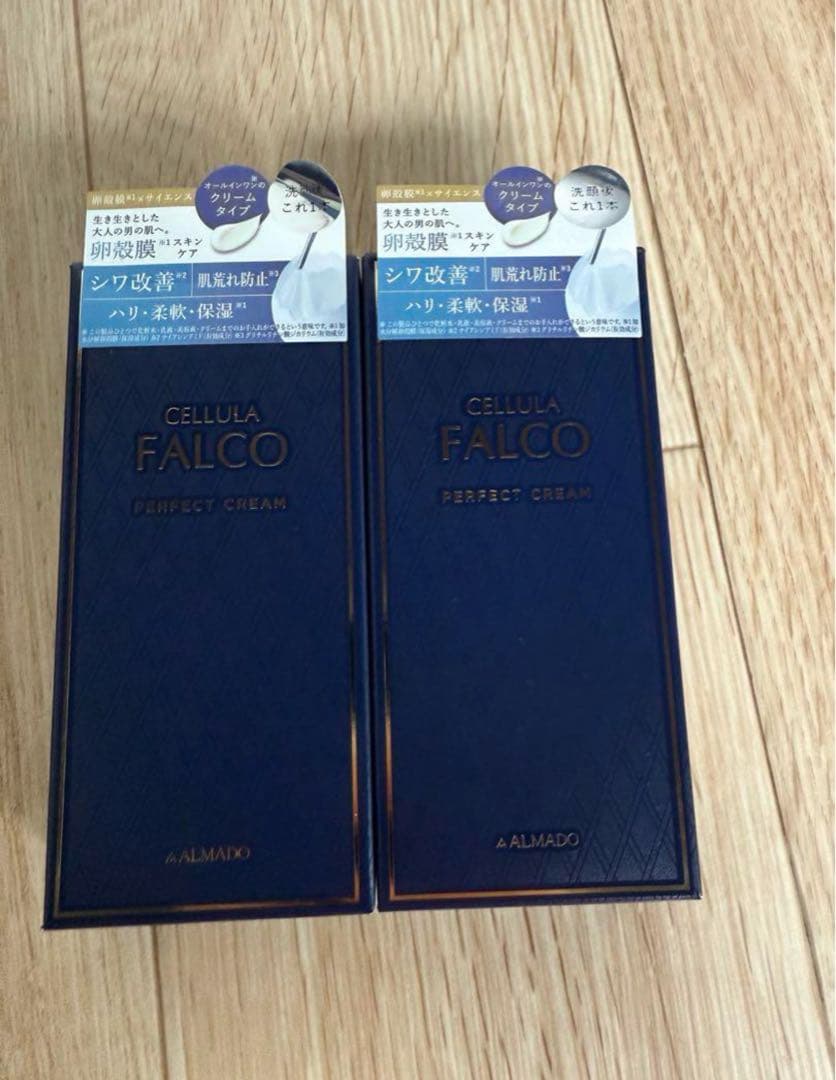 卵殻膜※1×サイエンス
オールインワンの※
クリーム
タイプ
洗顔後
これ1本
生き生きとした
大人の男の肌へ。
卵殻膜※1スキン
ケア
シワ改善※2
肌荒れ防止※3
ハリ・柔軟・保湿※1
CELLULA
FALCO
PERFECT CREAM
ALMADO
卵殻膜※1×サイエンス
オールインワンの※
クリーム
タイプ
洗顔後
これ1本
生き生きとした
大人の男の肌へ。
卵殻膜※1スキン
ケア
シワ改善※2
肌荒れ防止※3
ハリ・柔軟・保湿※1
CELLULA
FALCO
PERFECT CREAM
ALMADO